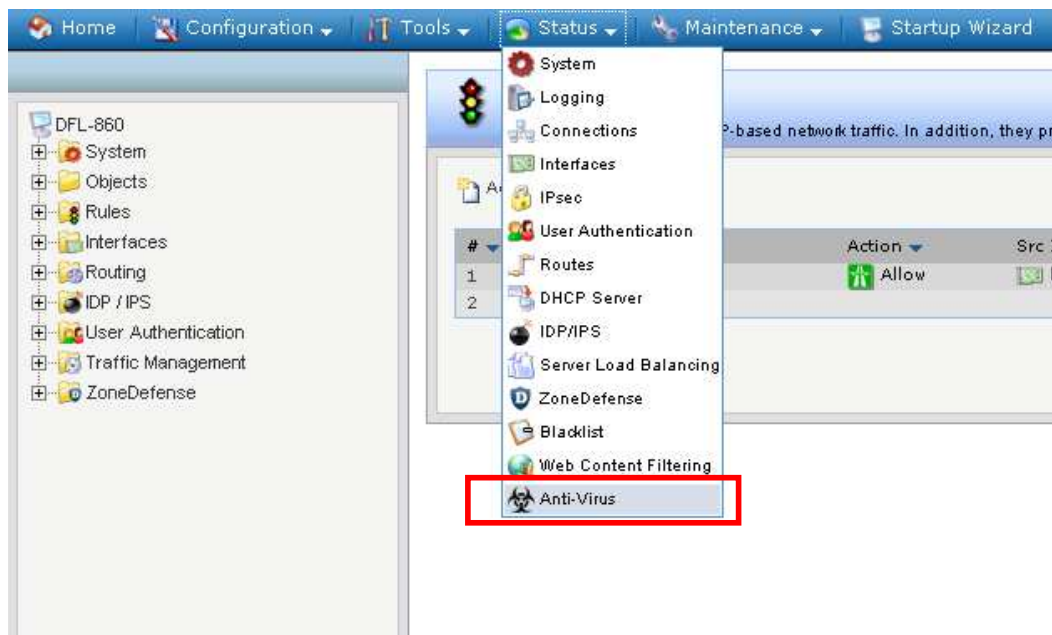 Home Configuration Tools Status Maintenance Startup Wizard
DFL-860
System
Objects
Rules
Interfaces
Routing
IDP / IPS
User Authentication
Traffic Management
ZoneDefense
System
Logging
Connections
Interfaces
IPsec
User Authentication
Routes
DHCP Server
IDP/IPS
Server Load Balancing
ZoneDefense
Blacklist
Web Content Filtering
Anti-Virus
P-based network traffic. In addition, they pr
# Action Src
1 Allow
2